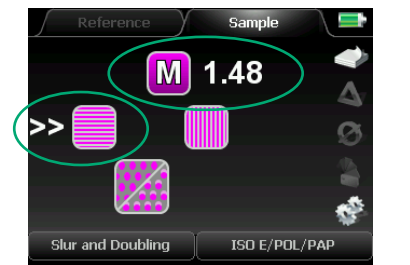 Reference Sample
M 1.48
>>
Slur and Doubling ISO E/POL/PAP